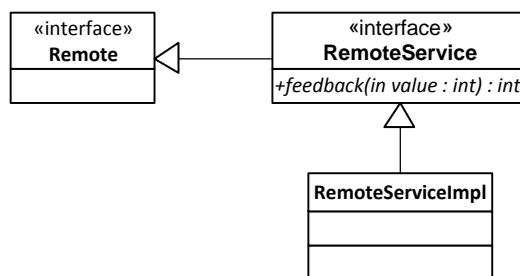 «interface»
Remote
«interface»
RemoteService
+feedback(in value : int) : int
RemoteServiceImpl